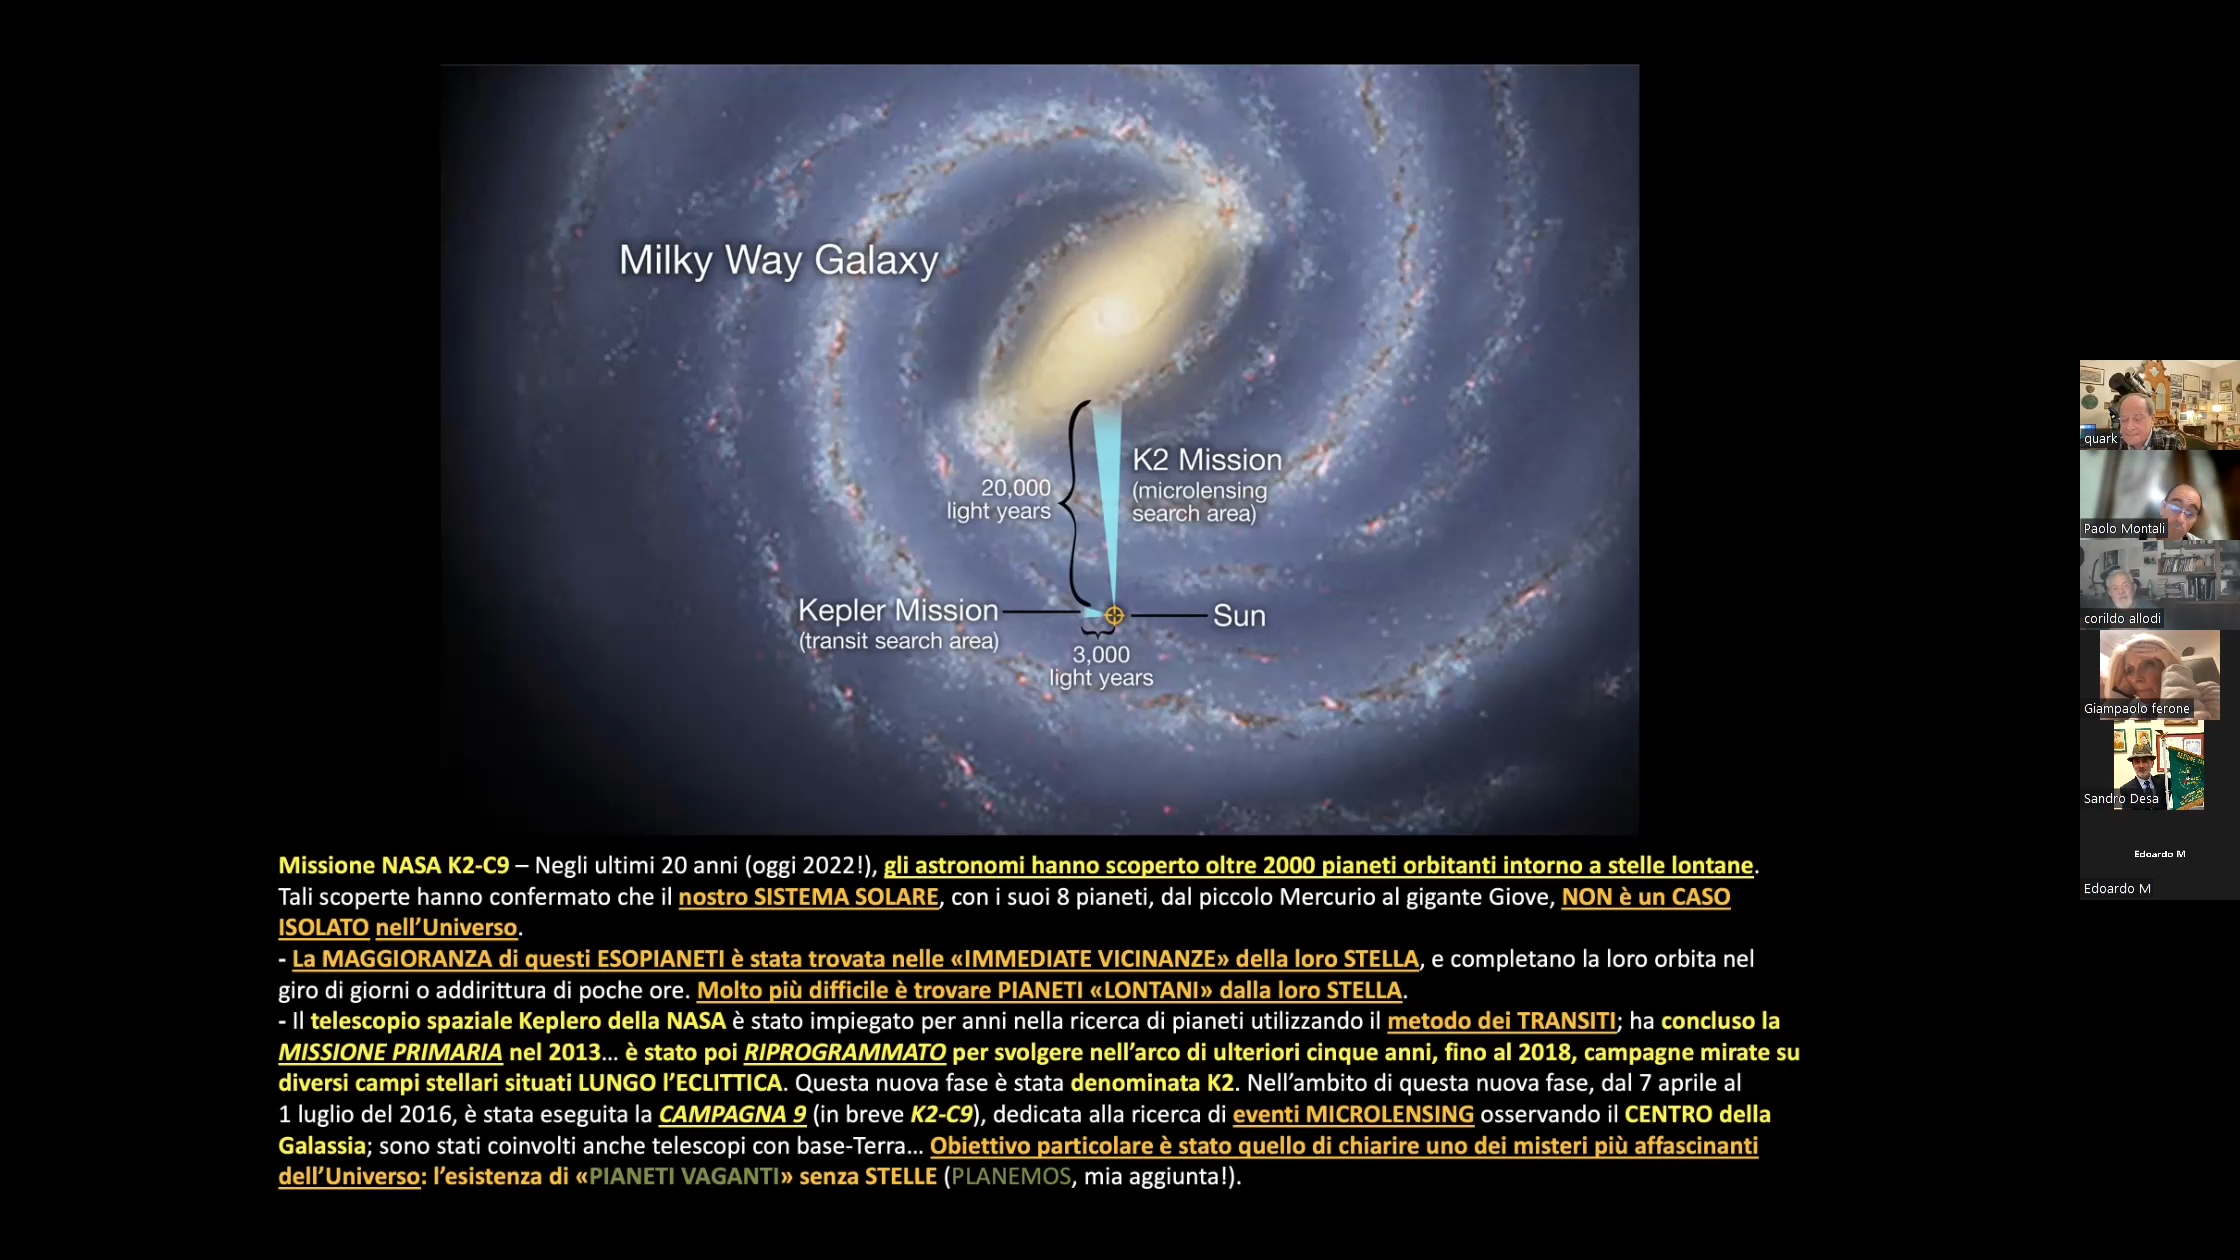 Milky Way Galaxy
20,000
light years
K2 Mission
(microlensing
search area)
Kepler Mission
(transit search area)
Sun
3,000
light years
Missione NASA K2-C9 – Negli ultimi 20 anni (oggi 2022!), gli astronomi hanno scoperto oltre 2000 pianeti orbitanti intorno a stelle lontane.
Tali scoperte hanno confermato che il nostro SISTEMA SOLARE, con i suoi 8 pianeti, dal piccolo Mercurio al gigante Giove, NON è un CASO
ISOLATO nell’Universo.
- La MAGGIORANZA di questi ESOPIANETI è stata trovata nelle «IMMEDIATE VICINANZE» della loro STELLA, e completano la loro orbita nel
giro di giorni o addirittura di poche ore. Molto più difficile è trovare PIANETI «LONTANI» dalla loro STELLA.
- Il telescopio spaziale Keplero della NASA è stato impiegato per anni nella ricerca di pianeti utilizzando il metodo dei TRANSITI; ha concluso la
MISSIONE PRIMARIA nel 2013… è stato poi RIPROGRAMMATO per svolgere nell’arco di ulteriori cinque anni, fino al 2018, campagne mirate su
diversi campi stellari situati LUNGO l’ECLITTICA. Questa nuova fase è stata denominata K2. Nell’ambito di questa nuova fase, dal 7 aprile al
1 luglio del 2016, è stata eseguita la CAMPAGNA 9 (in breve K2-C9), dedicata alla ricerca di eventi MICROLENSING osservando il CENTRO della
Galassia; sono stati coinvolti anche telescopi con base-Terra… Obiettivo particolare è stato quello di chiarire uno dei misteri più affascinanti
dell’Universo: l’esistenza di «PIANETI VAGANTI» senza STELLE (PLANEMOS, mia aggiunta!).
quark
Paolo Montali
corildo allodi
Giampaolo ferone
Sandro Desa
Edoardo M
Edoardo M